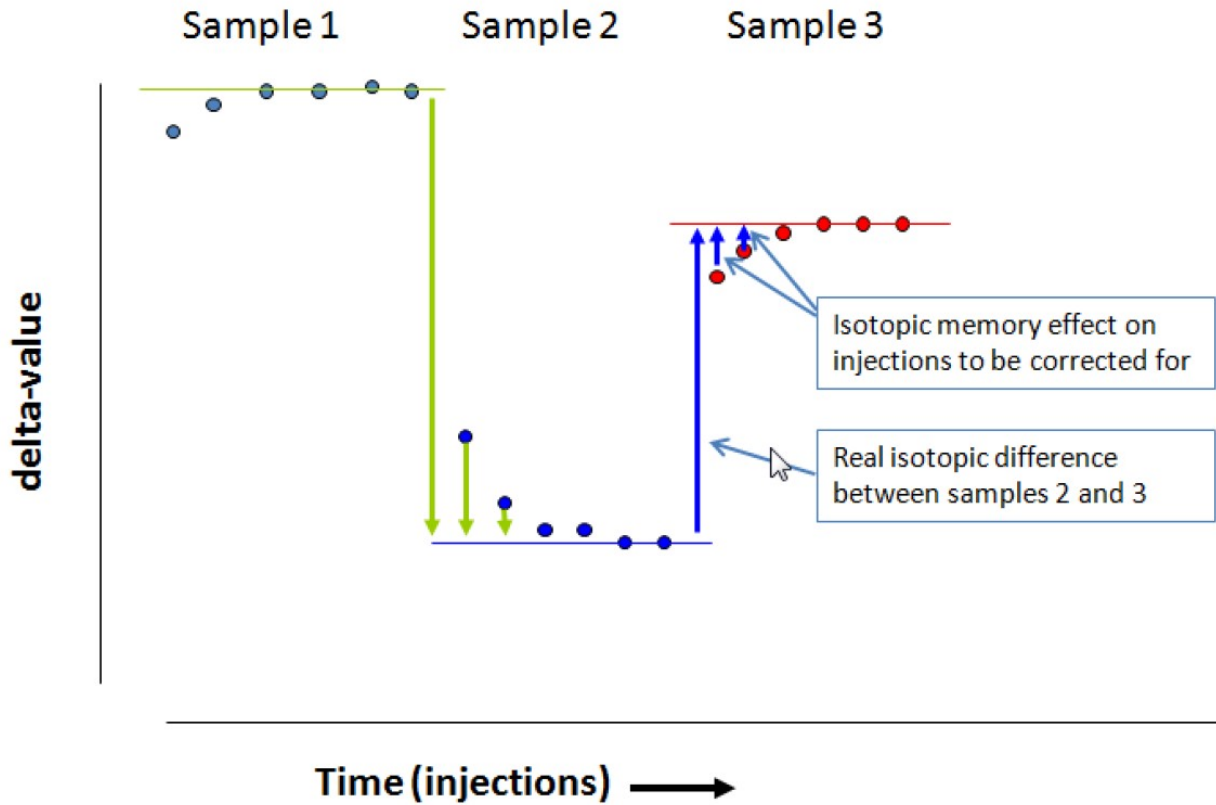 Sample 1
Sample 2
Sample 3
delta-value
Isotopic memory effect on
injections to be corrected for
Real isotopic difference
between samples 2 and 3
Time (injections)